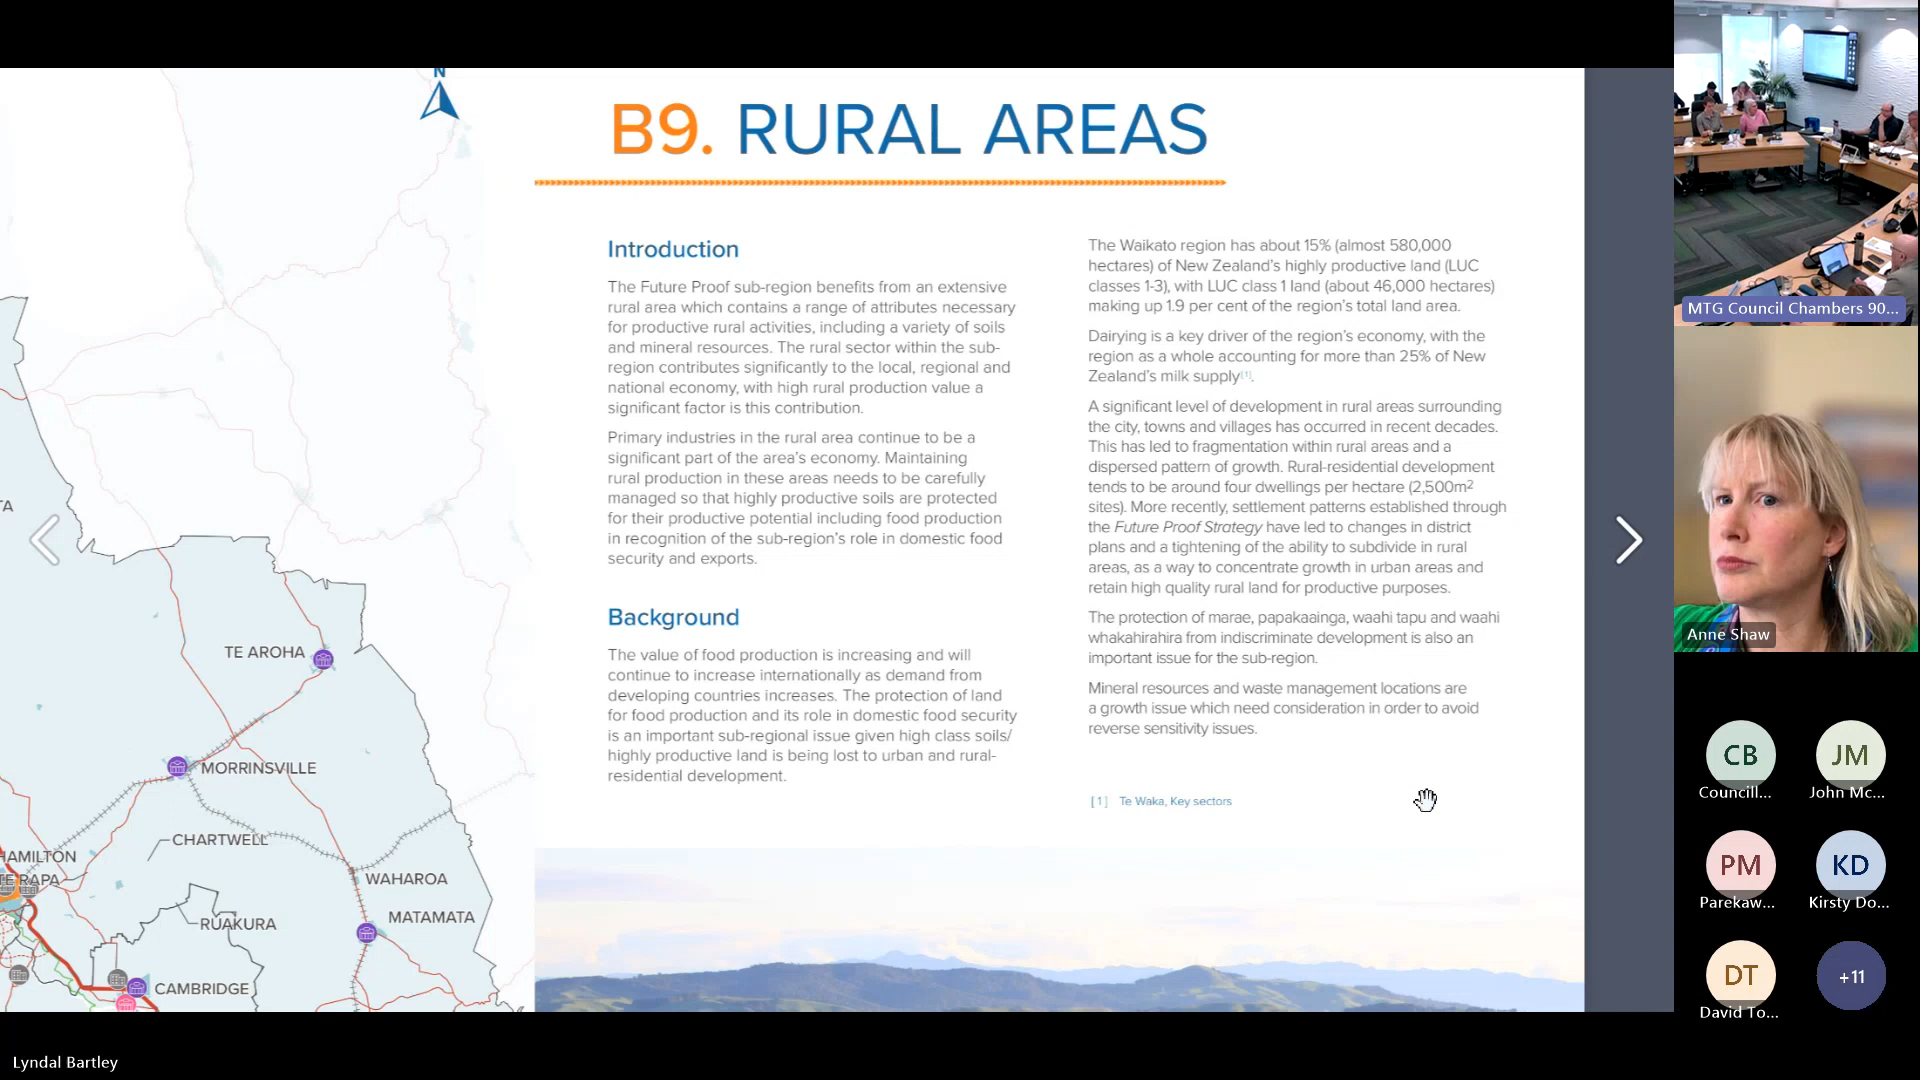 N
B9. RURAL AREAS
Introduction
The Future Proof sub-region benefits from an extensive
rural area which contains a range of attributes necessary
for productive rural activities, including a variety of soils
and mineral resources. The rural sector within the sub-
region contributes significantly to the local, regional and
national economy, with high rural production value a
significant factor is this contribution.
Primary industries in the rural area continue to be a
significant part of the area's economy. Maintaining
rural production in these areas needs to be carefully
managed so that highly productive soils are protected
for their productive potential including food production
in recognition of the sub-region's role in domestic food
security and exports.
Background
The value of food production is increasing and will
continue to increase internationally as demand from
developing countries increases. The protection of land
for food production and its role in domestic food security
is an important sub-regional issue given high class soils/
highly productive land is being lost to urban and rural-
residential development.
The Waikato region has about 15% (almost 580,000
hectares) of New Zealand's highly productive land (LUC
classes 1-3), with LUC class 1 land (about 46,000 hectares)
making up 1.9 per cent of the region's total land area.
Dairying is a key driver of the region's economy, with the
region as a whole accounting for more than 25% of New
Zealand's milk supply[1].
A significant level of development in rural areas surrounding
the city, towns and villages has occurred in recent decades.
This has led to fragmentation within rural areas and a
dispersed pattern of growth. Rural-residential development
tends to be around four dwellings per hectare (2,500m2
sites). More recently, settlement patterns established through
the Future Proof Strategy have led to changes in district
plans and a tightening of the ability to subdivide in rural
areas, as a way to concentrate growth in urban areas and
retain high quality rural land for productive purposes.
The protection of marae, papakaainga, waahi tapu and waahi
whakahirahira from indiscriminate development is also an
important issue for the sub-region.
Mineral resources and waste management locations are
a growth issue which need consideration in order to avoid
reverse sensitivity issues.
[1] Te Waka, Key sectors
TA
TE AROHA
MORRINSVILLE
CHARTWELL
HAMILTON
TE RAPA
WAHAROA
MATAMATA
RUAKURA
CAMBRIDGE
MTG Council Chambers 90...
Anne Shaw
CB
Councill...
JM
John Mc...
PM
Parekaw...
KD
Kirsty Do...
DT
David To...
+11
Lyndal Bartley